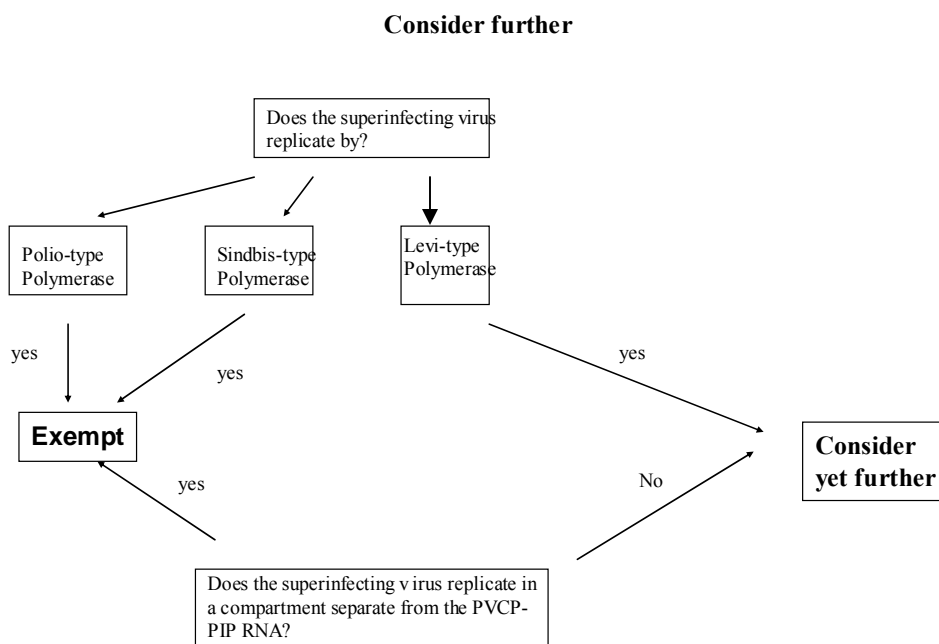 Consider further
Does the superinfecting virus
replicate by?
Polio-type
Polymerase
Sindbis-type
Polymerase
Levi-type
Polymerase
yes
yes
yes
Exempt
Consider
yet further
yes
No
Does the superinfecting v irus replicate in
a compartment separate from the PVCP-
PIP RNA?